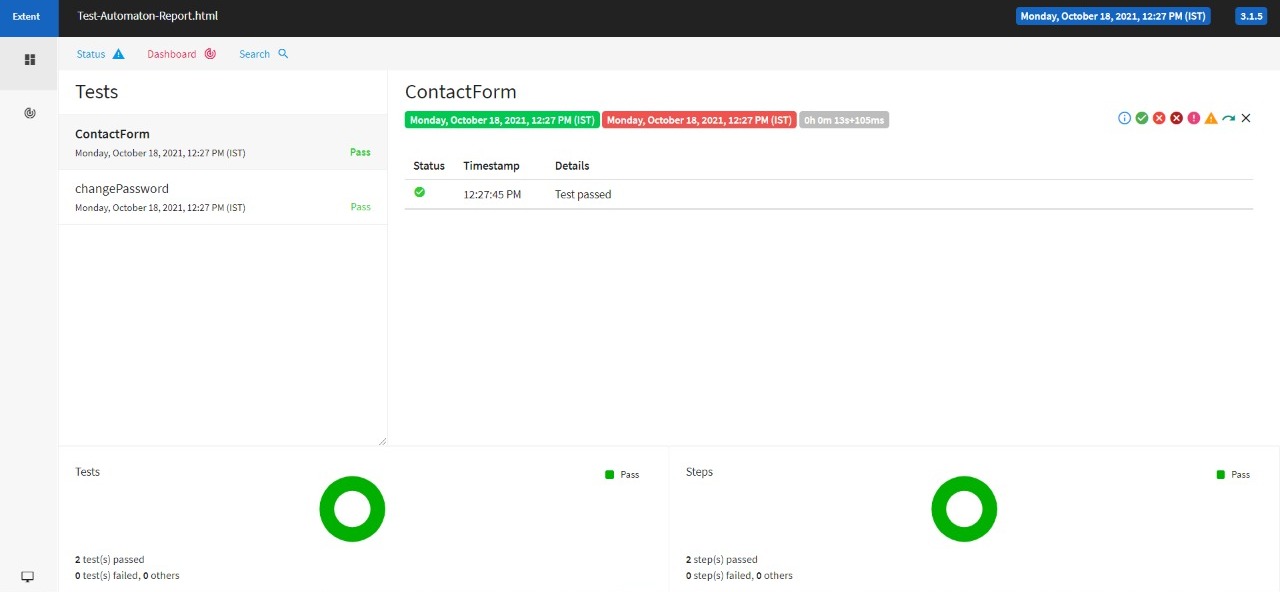 Extent Test-Automaton-Report.html Monday, October 18, 2021, 12:27 PM (IST) 3.1.5
Status Dashboard Search
Tests
ContactForm
Monday, October 18, 2021, 12:27 PM (IST) Pass
changePassword
Monday, October 18, 2021, 12:27 PM (IST) Pass
ContactForm
Monday, October 18, 2021, 12:27 PM (IST) Monday, October 18, 2021, 12:27 PM (IST) 0h 0m 13s+105ms
Status Timestamp Details
12:27:45 PM Test passed
Tests
Pass
2 test(s) passed
0 test(s) failed, 0 others
Steps
Pass
2 step(s) passed
0 step(s) failed, 0 others